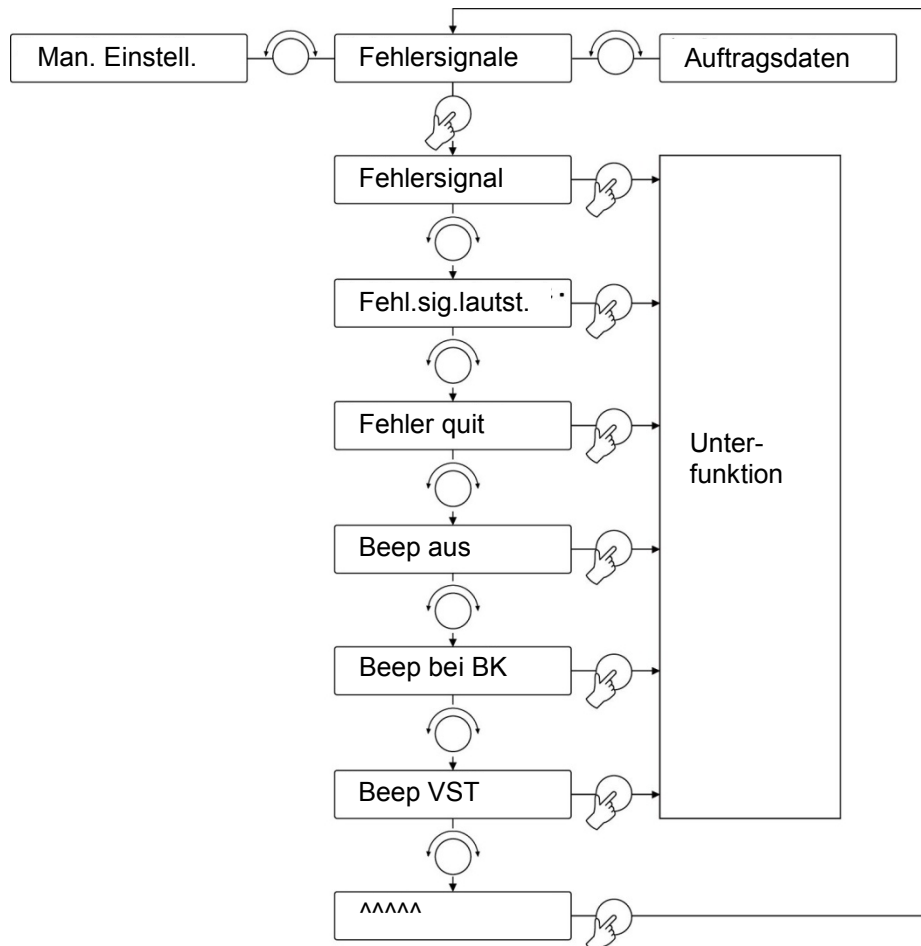 Man. Einstell.
Fehlersignale
Auftragsdaten
Fehlersignal
Fehl.sig.lautst.
Fehler quit
Beep aus
Beep bei BK
Beep VST
^^^^^
Unter-
funktion